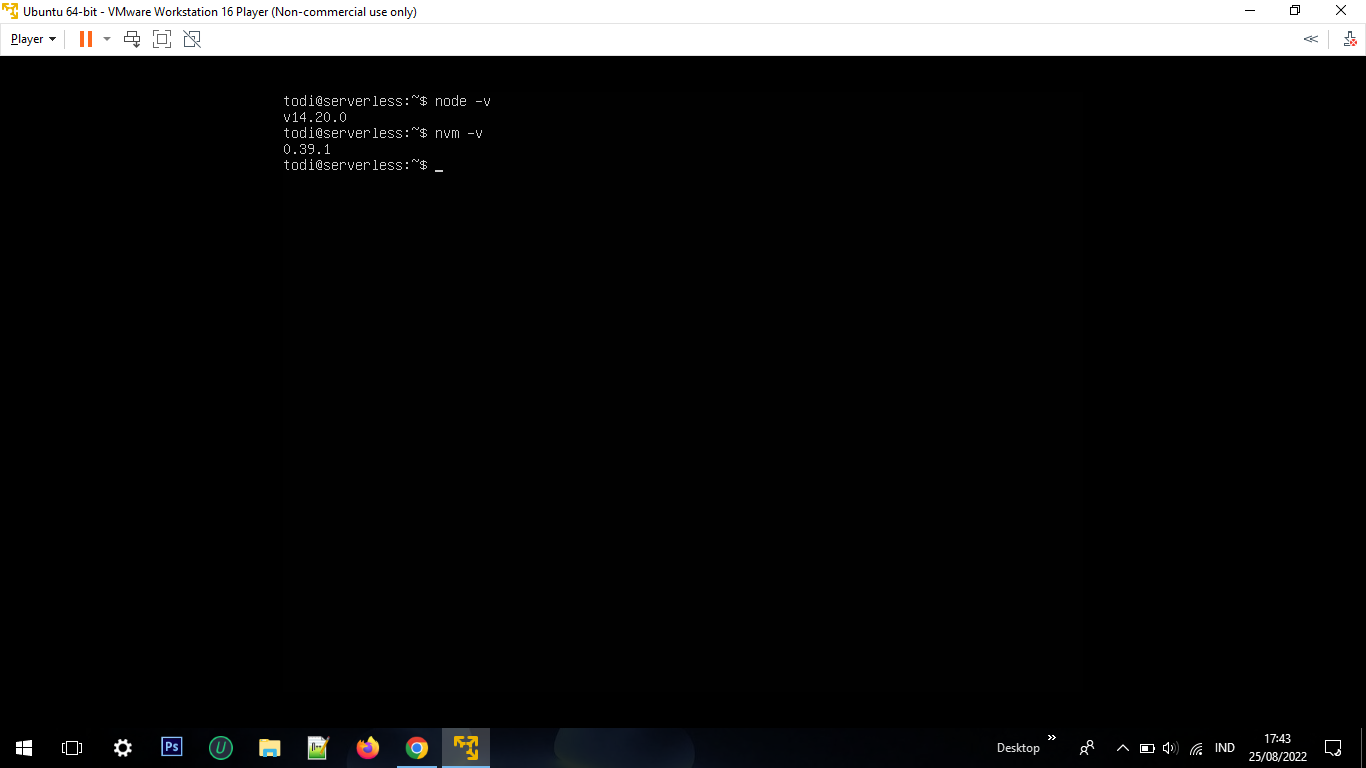 Ubuntu 64-bit - VMware Workstation 16 Player (Non-commercial use only)
Player
todi@serverless:~$ node -v
v14.20.0
todi@serverless:~$ nvm -v
0.39.1
todi@serverless:~$ _
Ps
U
Desktop
IND
17:43
25/08/2022